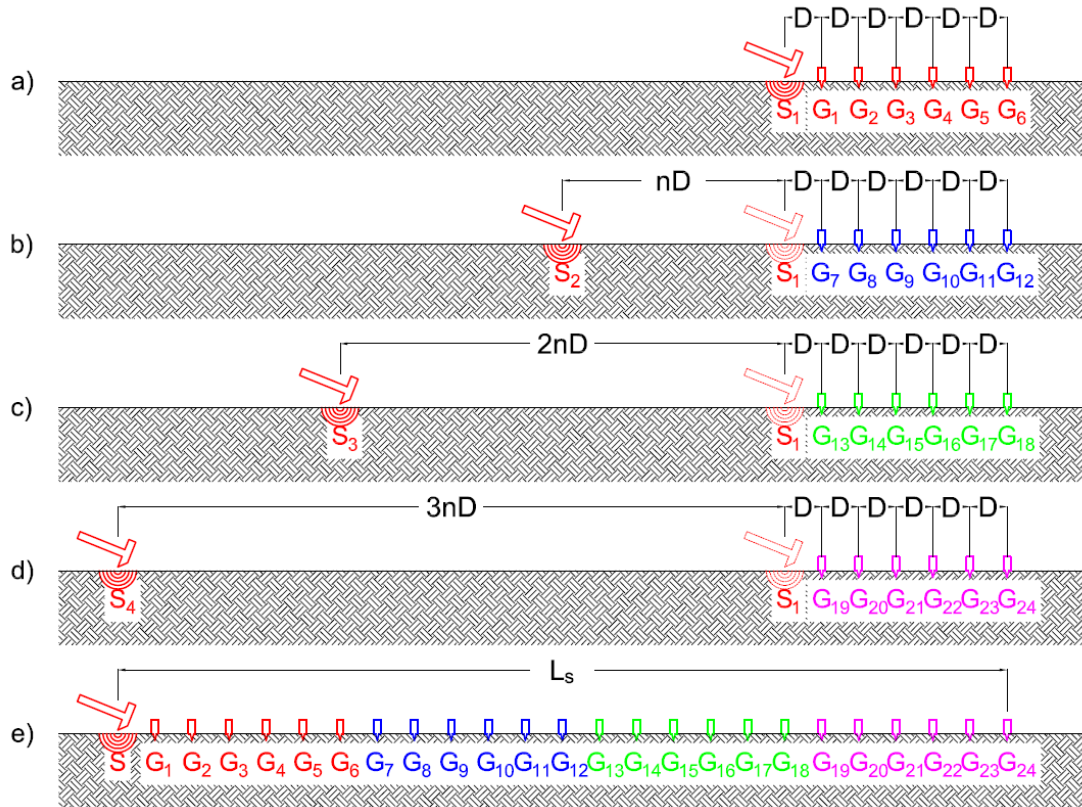 D D D D D D
a)
S₁ G₁ G₂ G₃ G₄ G₅ G₆
nD D D D D D D
b)
S₂ S₁ G₇ G₈ G₉ G₁₀ G₁₁ G₁₂
2nD D D D D D D
c)
S₃ S₁ G₁₃ G₁₄ G₁₅ G₁₆ G₁₇ G₁₈
3nD D D D D D D
d)
S₄ S₁ G₁₉ G₂₀ G₂₁ G₂₂ G₂₃ G₂₄
Lₛ
e)
S G₁ G₂ G₃ G₄ G₅ G₆ G₇ G₈ G₉ G₁₀ G₁₁ G₁₂ G₁₃ G₁₄ G₁₅ G₁₆ G₁₇ G₁₈ G₁₉ G₂₀ G₂₁ G₂₂ G₂₃ G₂₄